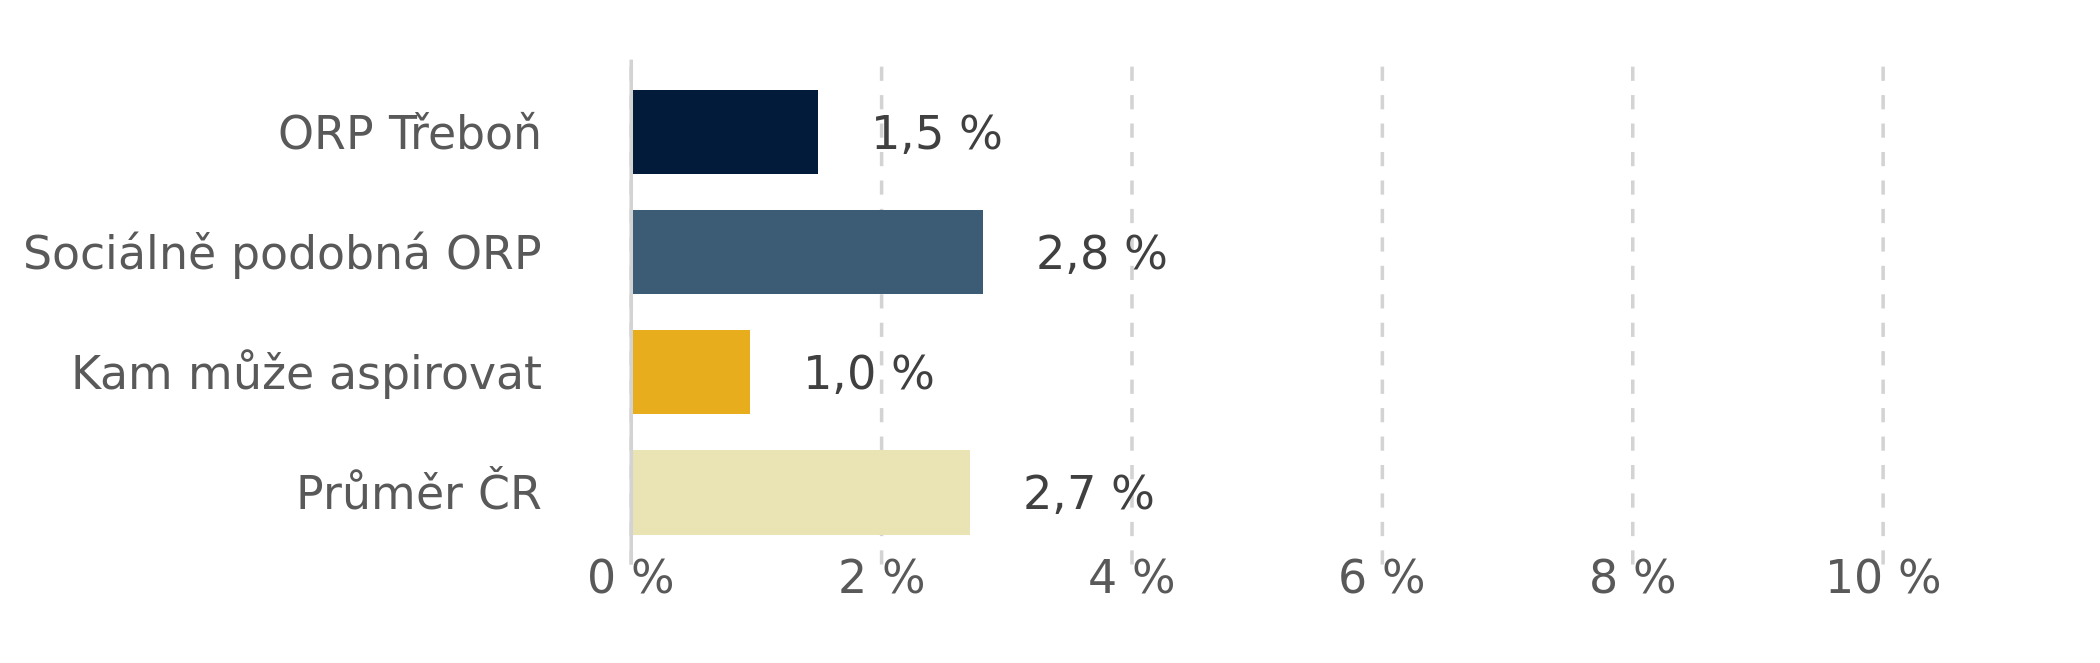 ORP Třeboň 1,5 %
Sociálně podobná ORP 2,8 %
Kam může aspirovat 1,0 %
Průměr ČR 2,7 %
0 % 2 % 4 % 6 % 8 % 10 %